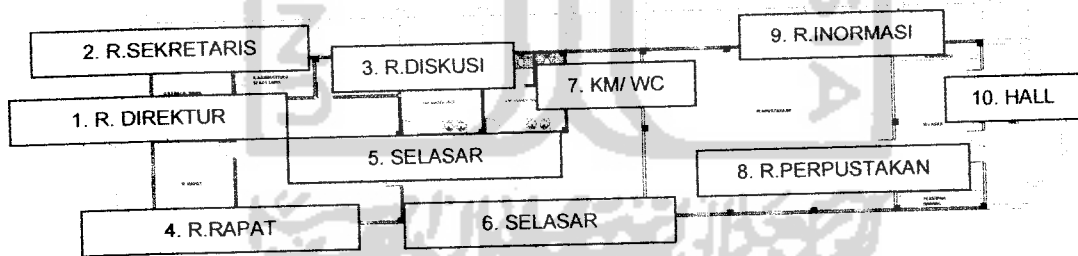 2. R.SEKRETARIS
3. R.DISKUSI
9. R.INORMASI
7. KM/ WC
10. HALL
1. R. DIREKTUR
5. SELASAR
8. R.PERPUSTAKAN
4. R.RAPAT
6. SELASAR